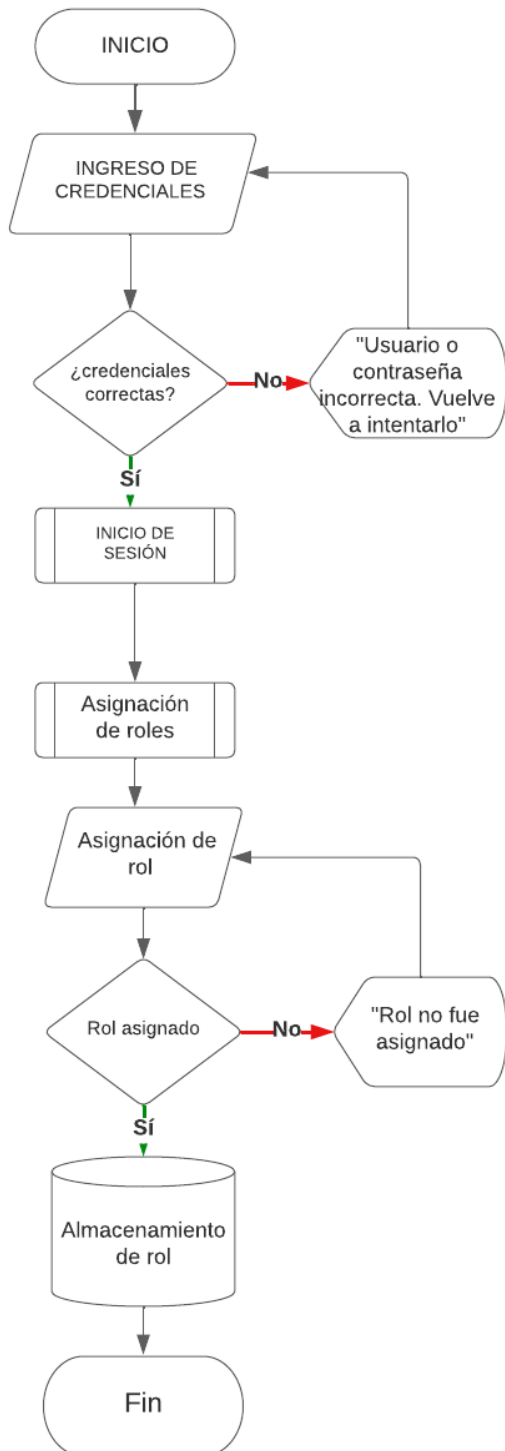 INICIO
INGRESO DE
CREDENCIALES
¿credenciales
correctas?
No
"Usuario o
contraseña
incorrecta. Vuelve
a intentarlo"
Sí
INICIO DE
SESIÓN
Asignación
de roles
Asignación de
rol
Rol asignado
No
"Rol no fue
asignado"
Sí
Almacenamiento
de rol
Fin